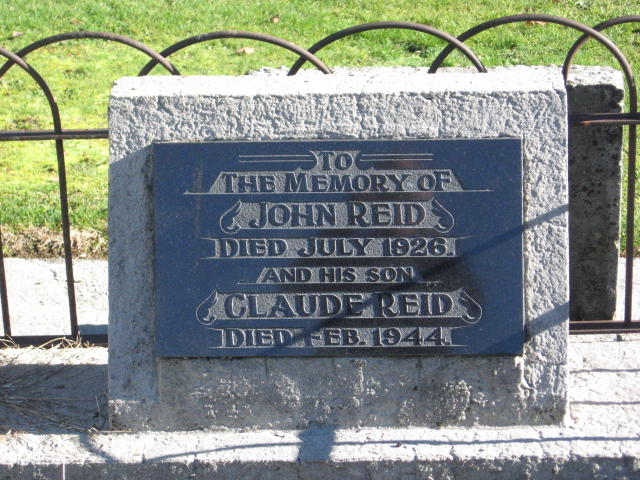 TO
THE MEMORY OF
JOHN REID
DIED JULY 1926.
AND HIS SON
CLAUDE REID
DIED FEB. 1944.